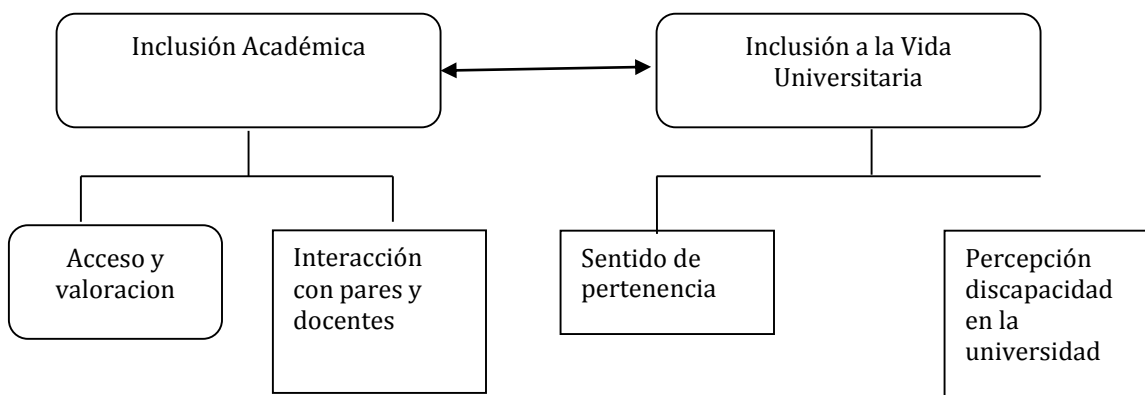 Inclusión Académica
Inclusión a la Vida
Universitaria
Acceso y
valoracion
Interacción
con pares y
docentes
Sentido de
pertenencia
Percepción
discapacidad
en la
universidad